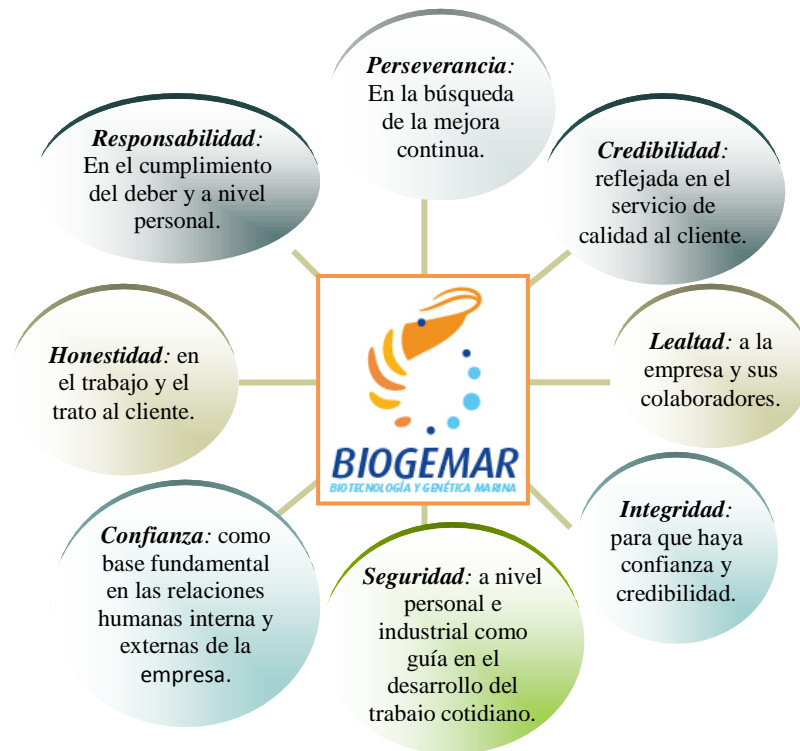 Perseverancia:
En la búsqueda
de la mejora
continua.
Credibilidad:
reflejada en el
servicio de
calidad al cliente.
Lealtad: a la
empresa y sus
colaboradores.
Integridad:
para que haya
confianza y
credibilidad.
Seguridad: a nivel
personal e
industrial como
guía en el
desarrollo del
trabajo cotidiano.
Confianza: como
base fundamental
en las relaciones
humanas interna y
externas de la
empresa.
Honestidad: en
el trabajo y el
trato al cliente.
Responsabilidad:
En el cumplimiento
del deber y a nivel
personal.
BIOGEMAR
BIOTECNOLOGÍA Y GENÉTICA MARINA